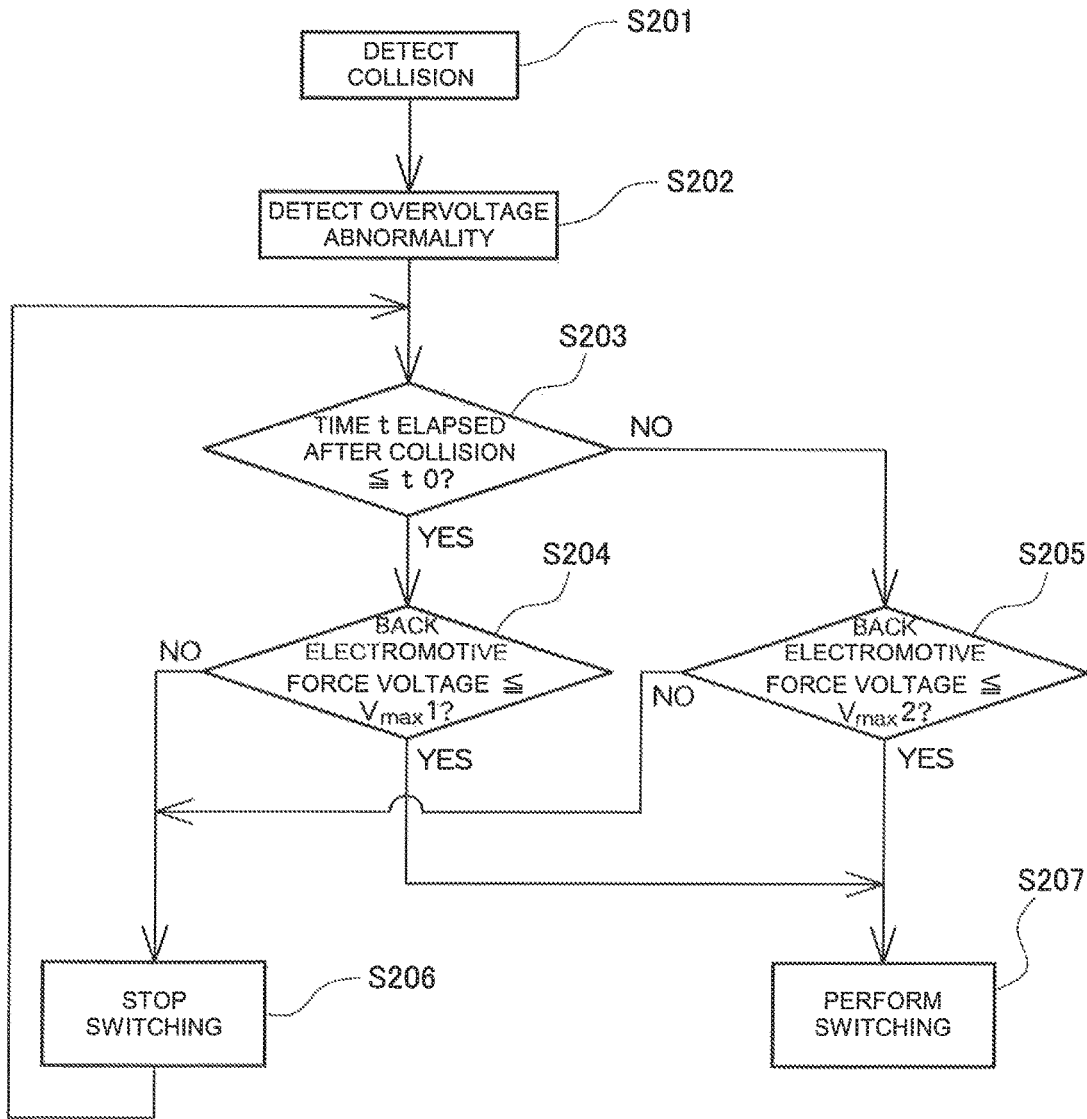 S201
DETECT
COLLISION
S202
DETECT OVERVOLTAGE
ABNORMALITY
S203
TIME t ELAPSED
AFTER COLLISION
≦ t 0?
NO
YES
S204
BACK
ELECTROMOTIVE
FORCE VOLTAGE ≦
Vmax1?
NO
YES
S205
BACK
ELECTROMOTIVE
FORCE VOLTAGE ≦
Vmax2?
NO
YES
S206
STOP
SWITCHING
S207
PERFORM
SWITCHING